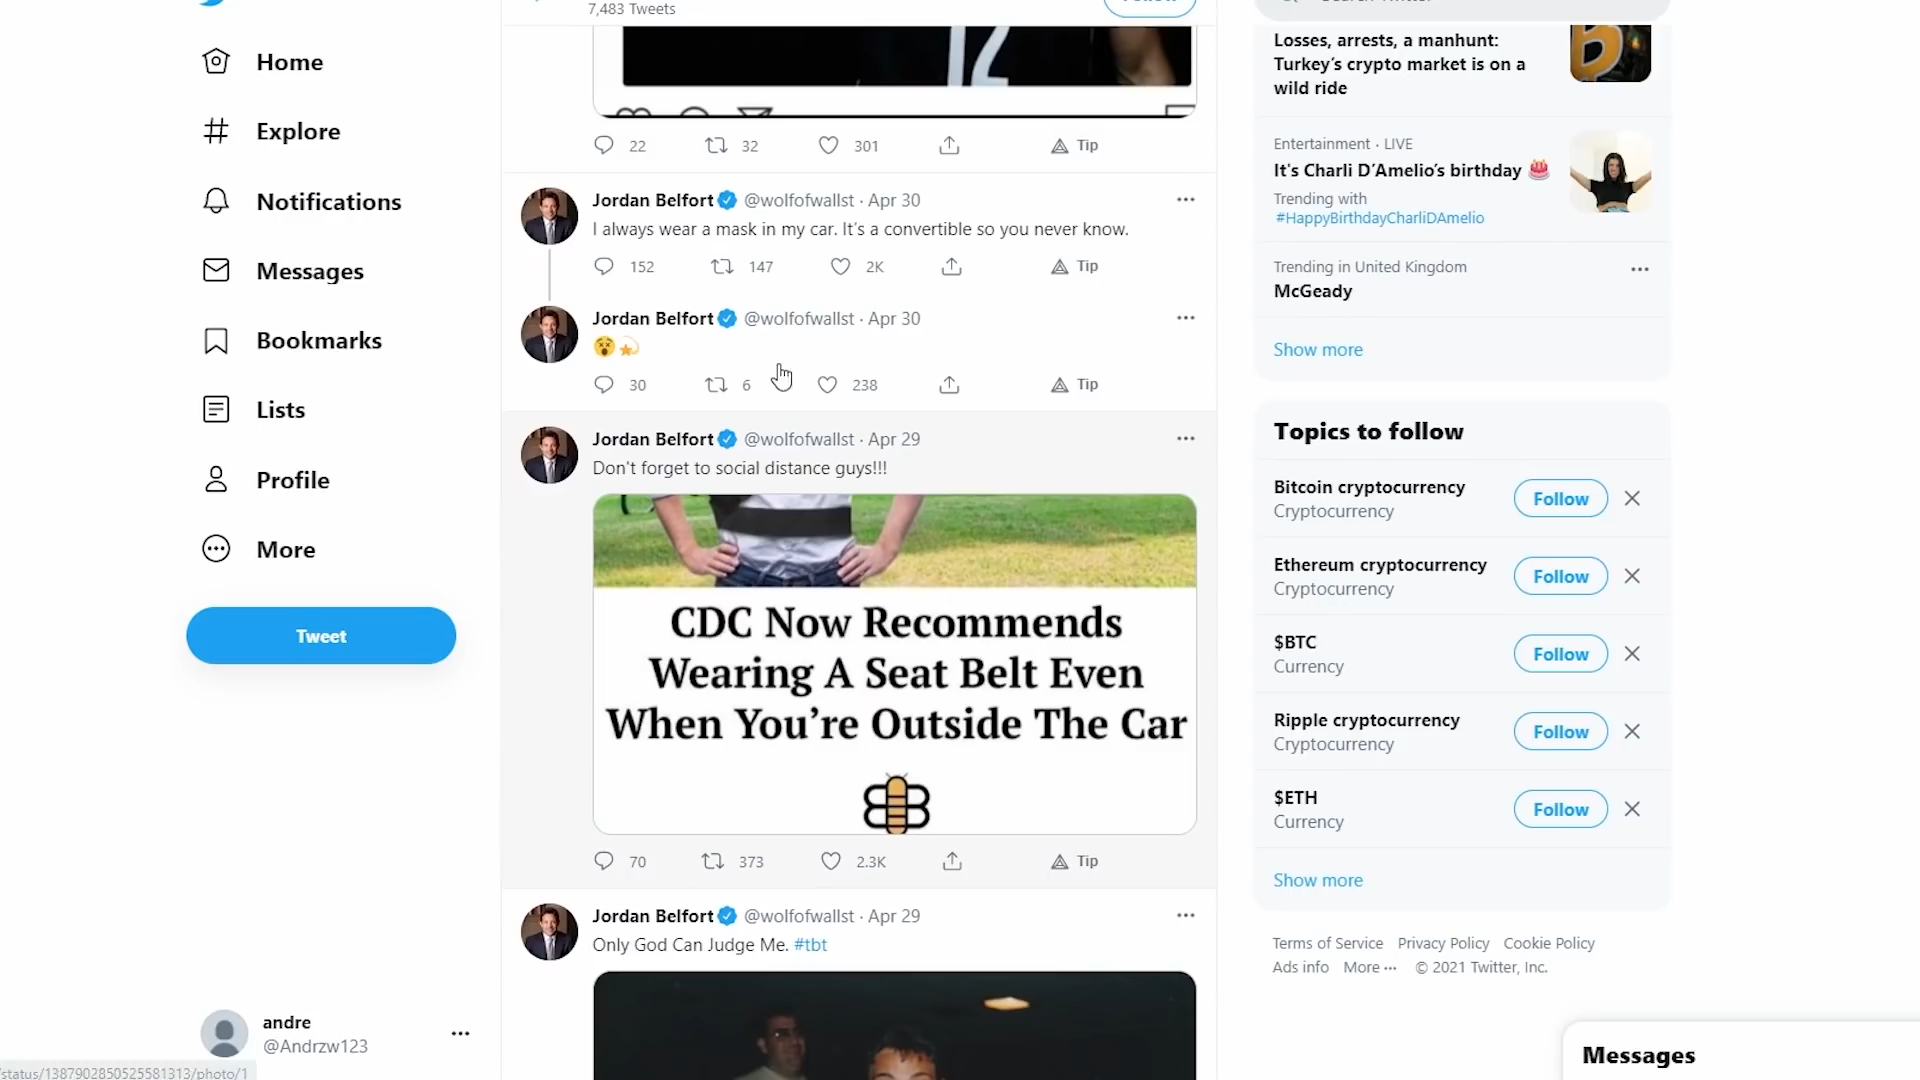 7,483 Tweets
Home
Explore
Notifications
Messages
Bookmarks
Lists
Profile
More
Tweet
andre
@Andrzw123
/status/1387902850525581313/photo/1
12
22 32 301 Tip
Jordan Belfort @wolfofwallst · Apr 30
I always wear a mask in my car. It's a convertible so you never know.
152 147 2K Tip
Jordan Belfort @wolfofwallst · Apr 30
30 6 238 Tip
Jordan Belfort @wolfofwallst · Apr 29
Don't forget to social distance guys!!!
CDC Now Recommends
Wearing A Seat Belt Even
When You're Outside The Car
70 373 2.3K Tip
Jordan Belfort @wolfofwallst · Apr 29
Only God Can Judge Me. #tbt
Losses, arrests, a manhunt:
Turkey's crypto market is on a
wild ride
Entertainment · LIVE
It's Charli D'Amelio's birthday
Trending with
#HappyBirthdayCharliDAmelio
Trending in United Kingdom
McGeady
Show more
Topics to follow
Bitcoin cryptocurrency
Cryptocurrency
Follow
Ethereum cryptocurrency
Cryptocurrency
Follow
$BTC
Currency
Follow
Ripple cryptocurrency
Cryptocurrency
Follow
$ETH
Currency
Follow
Show more
Terms of Service Privacy Policy Cookie Policy
Ads info More ··· © 2021 Twitter, Inc.
Messages